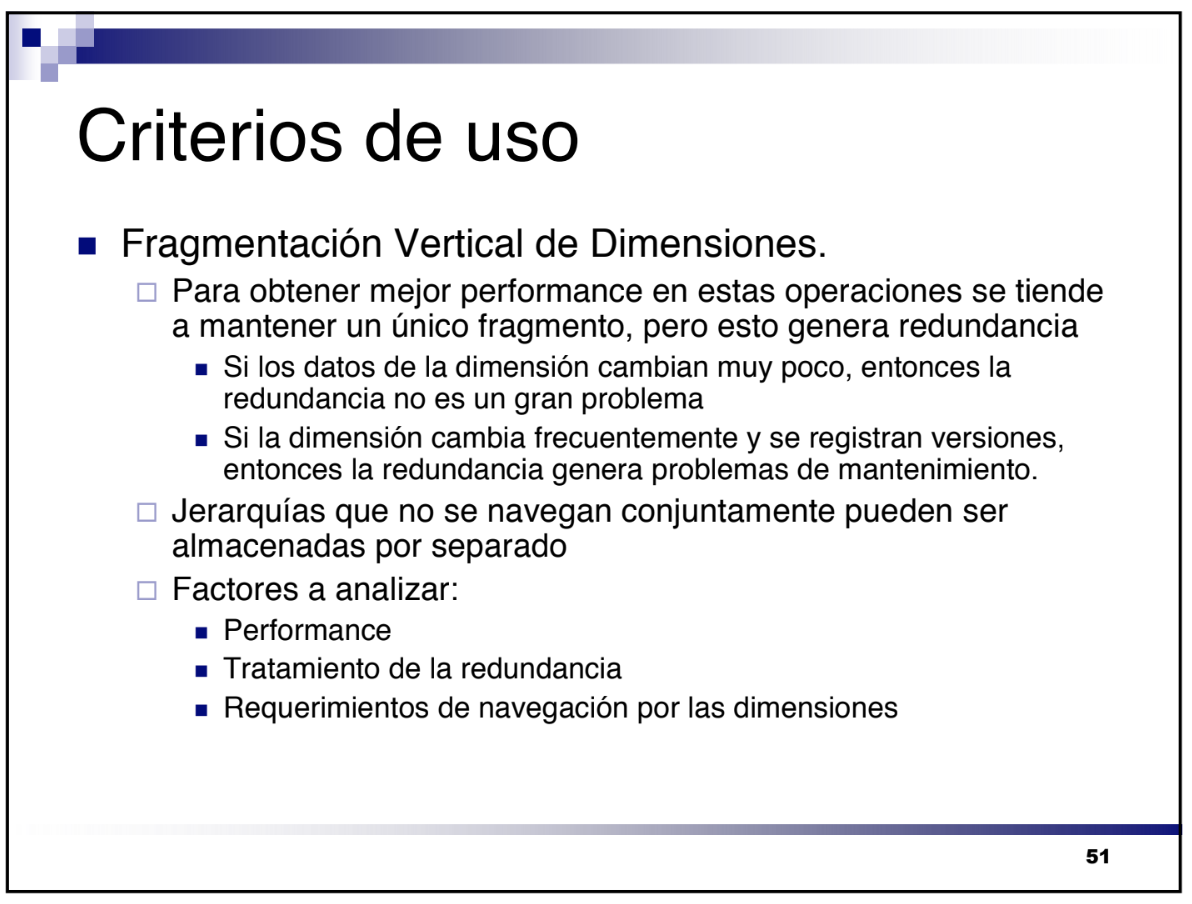 Criterios de uso
Fragmentación Vertical de Dimensiones.
Para obtener mejor performance en estas operaciones se tiende
a mantener un único fragmento, pero esto genera redundancia
Si los datos de la dimensión cambian muy poco, entonces la
redundancia no es un gran problema
Si la dimensión cambia frecuentemente y se registran versiones,
entonces la redundancia genera problemas de mantenimiento.
Jerarquías que no se navegan conjuntamente pueden ser
almacenadas por separado
Factores a analizar:
Performance
Tratamiento de la redundancia
Requerimientos de navegación por las dimensiones
51